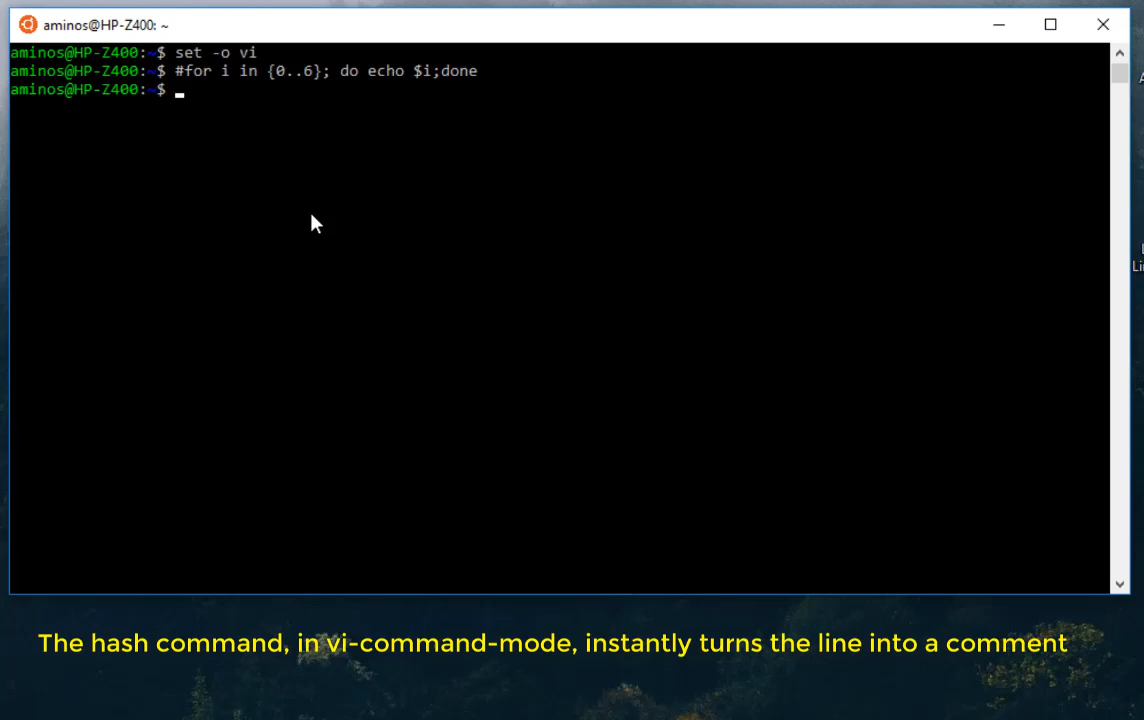 aminos@HP-Z400: ~
aminos@HP-Z400:~$ set -o vi
aminos@HP-Z400:~$ #for i in {0..6}; do echo $i;done
aminos@HP-Z400:~$
The hash command, in vi-command-mode, instantly turns the line into a comment